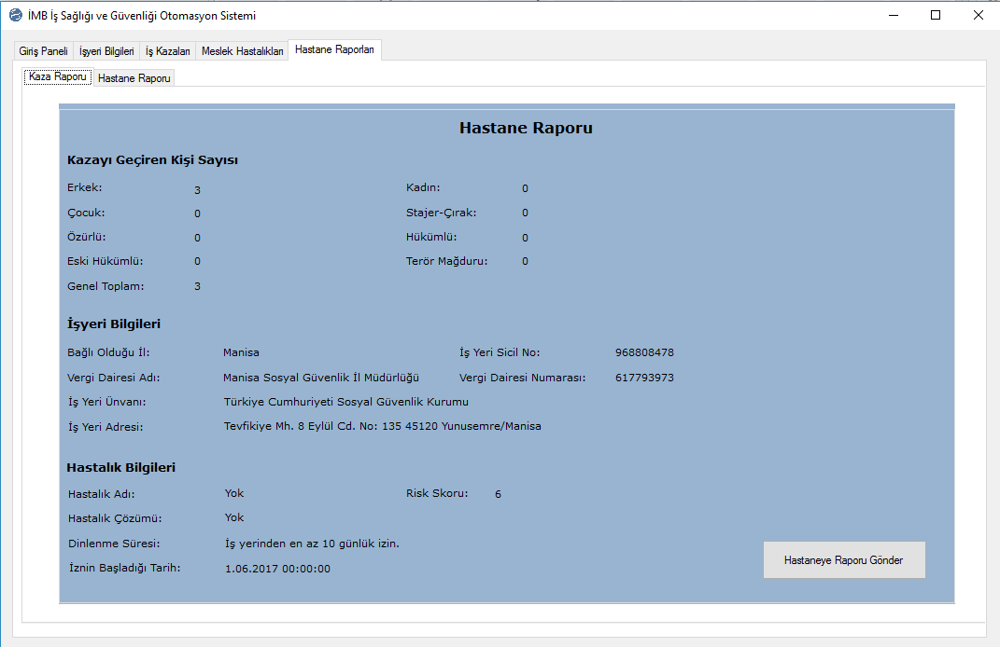 İMB İş Sağlığı ve Güvenliği Otomasyon Sistemi
Giriş Paneli İşyeri Bilgileri İş Kazaları Meslek Hastalıkları Hastane Raporları
Kaza Raporu Hastane Raporu
Hastane Raporu
Kazayı Geçiren Kişi Sayısı
Erkek: 3 Kadın: 0
Çocuk: 0 Stajer-Çırak: 0
Özürlü: 0 Hükümlü: 0
Eski Hükümlü: 0 Terör Mağduru: 0
Genel Toplam: 3
İşyeri Bilgileri
Bağlı Olduğu İl: Manisa İş Yeri Sicil No: 968808478
Vergi Dairesi Adı: Manisa Sosyal Güvenlik İl Müdürlüğü Vergi Dairesi Numarası: 617793973
İş Yeri Ünvanı: Türkiye Cumhuriyeti Sosyal Güvenlik Kurumu
İş Yeri Adresi: Tevfikiye Mh. 8 Eylül Cd. No: 135 45120 Yunusemre/Manisa
Hastalık Bilgileri
Hastalık Adı: Yok Risk Skoru: 6
Hastalık Çözümü: Yok
Dinlenme Süresi: İş yerinden en az 10 günlük izin.
İznin Başladığı Tarih: 1.06.2017 00:00:00
Hastaneye Raporu Gönder